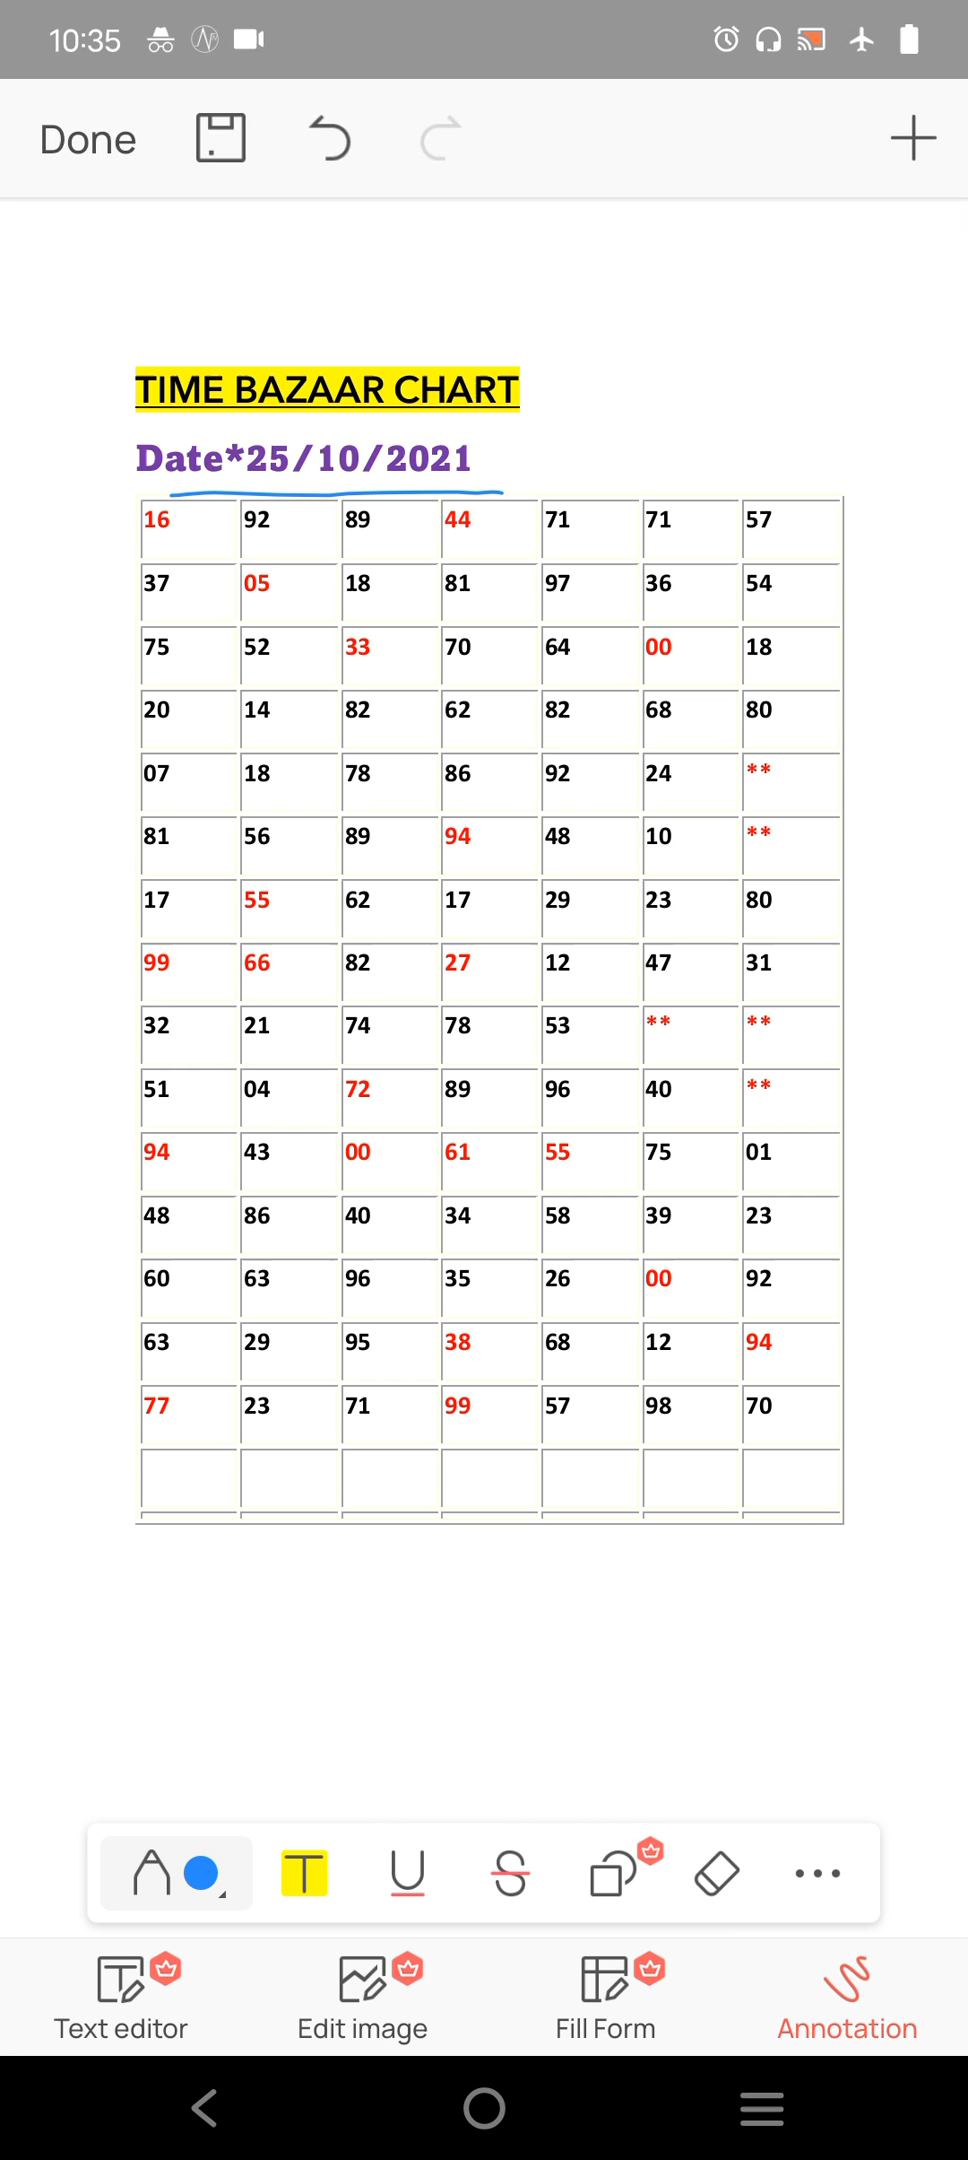 10:35
Done
TIME BAZAAR CHART
Date*25/10/2021
16 92 89 44 71 71 57
37 05 18 81 97 36 54
75 52 33 70 64 00 18
20 14 82 62 82 68 80
07 18 78 86 92 24 **
81 56 89 94 48 10 **
17 55 62 17 29 23 80
99 66 82 27 12 47 31
32 21 74 78 53 ** **
51 04 72 89 96 40 **
94 43 00 61 55 75 01
48 86 40 34 58 39 23
60 63 96 35 26 00 92
63 29 95 38 68 12 94
77 23 71 99 57 98 70
T U S
Text editor Edit image Fill Form Annotation